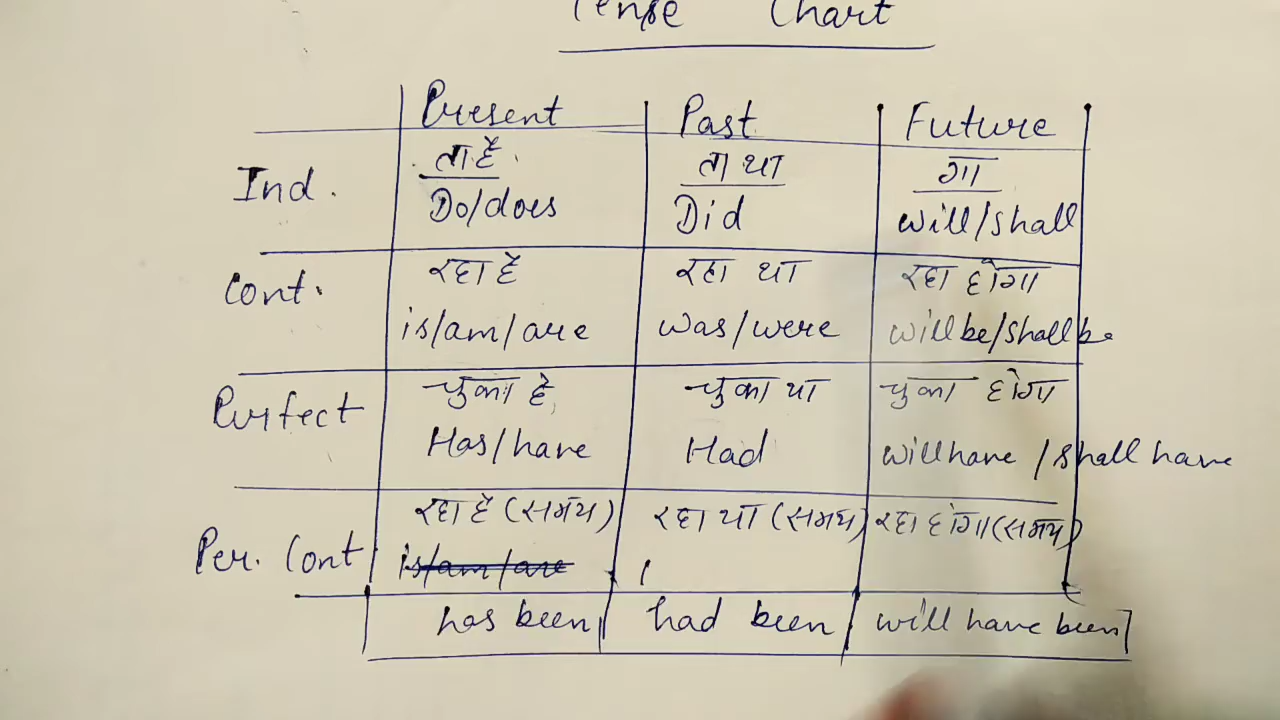 Tense Chart
Present Past Future
Ind. ता है ता था गा
Do/does Did will/shall
Cont. रहा है रहा था रहा होगा
is/am/are was/were will be/shall be
Perfect चुका है चुका था चुका होगा
Has/have Had will have / shall have
रहा है (समय) रहा था (समय) रहा होगा (समय)
Per. Cont is/am/are
has been had been will have been